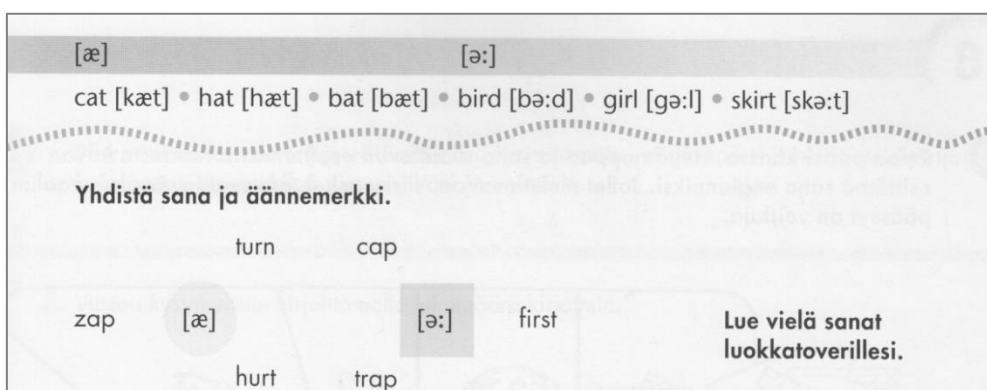 [æ] [ə:]
cat [kæt] • hat [hæt] • bat [bæt] • bird [bə:d] • girl [gə:l] • skirt [skə:t]
Yhdistä sana ja äännemerkki.
turn cap
zap [æ] [ə:] first
Lue vielä sanat
luokkatoverillesi.
hurt trap